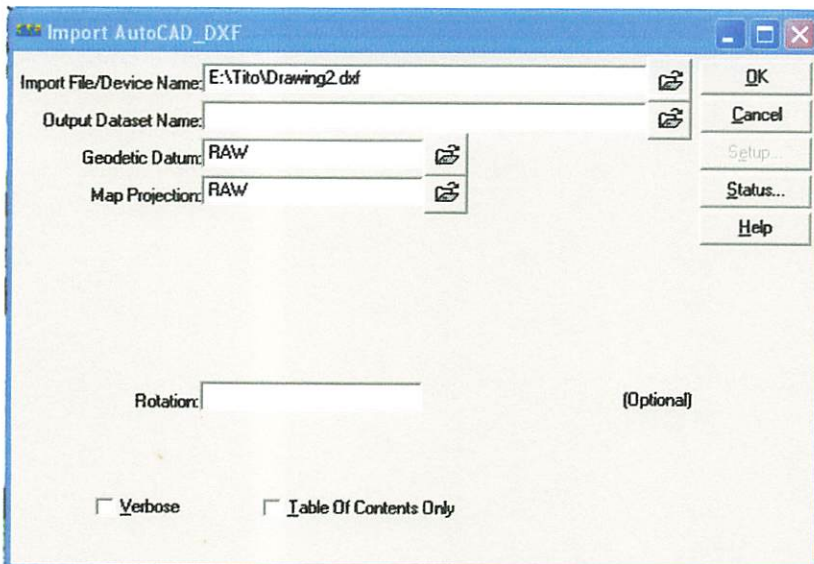 Import AutoCAD_DXF
Import File/Device Name: E:\Tito\Drawing2.dxf
OK
Output Dataset Name:
Cancel
Geodetic Datum: RAW
Setup...
Map Projection: RAW
Status...
Help
Rotation:
(Optional)
Verbose
Table Of Contents Only